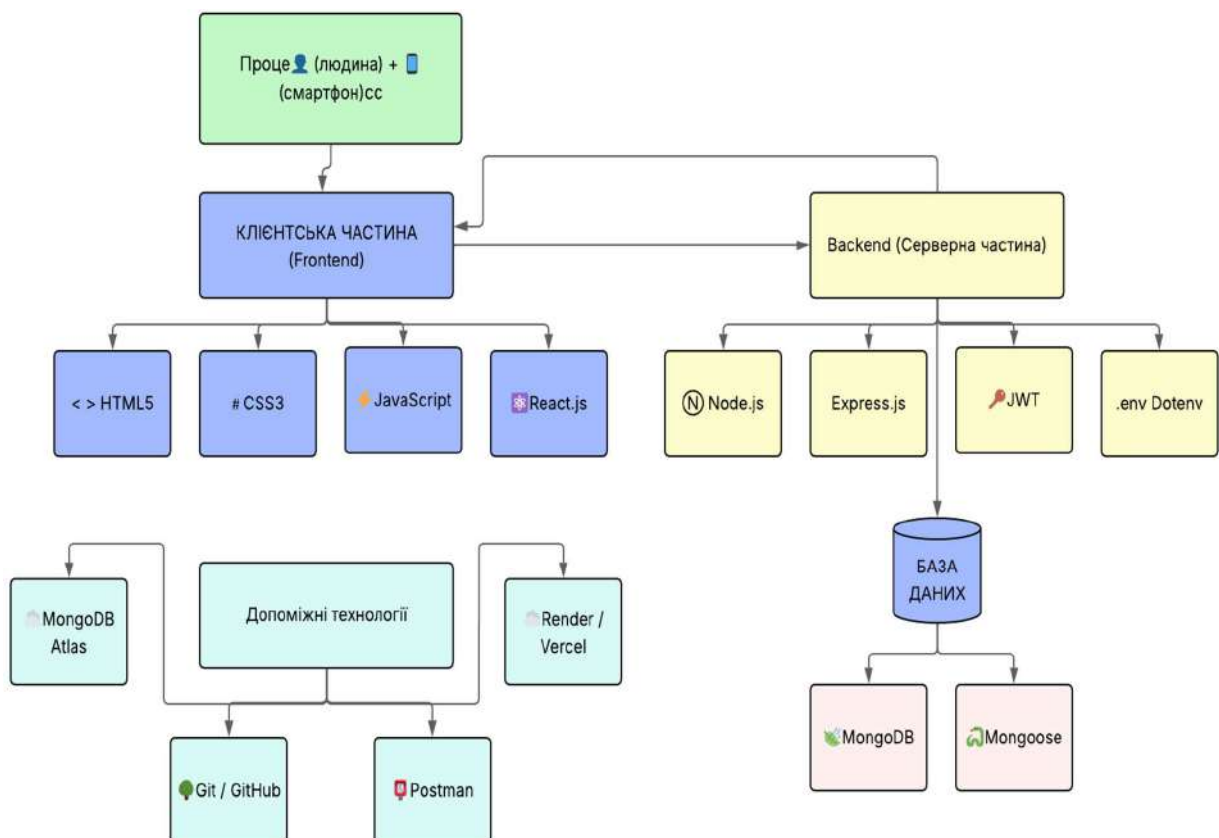 Проце👤 (людина) + 📱
(смартфон)сс
КЛІЄНТСЬКА ЧАСТИНА
(Frontend)
Backend (Серверна частина)
< > HTML5
# CSS3
⚡JavaScript
⚛️React.js
Ⓝ Node.js
Express.js
🔑JWT
.env Dotenv
БАЗА
ДАНИХ
☁️MongoDB
Atlas
Допоміжні технології
☁️Render /
Vercel
🍃MongoDB
🐍Mongoose
🌳Git / GitHub
📮Postman